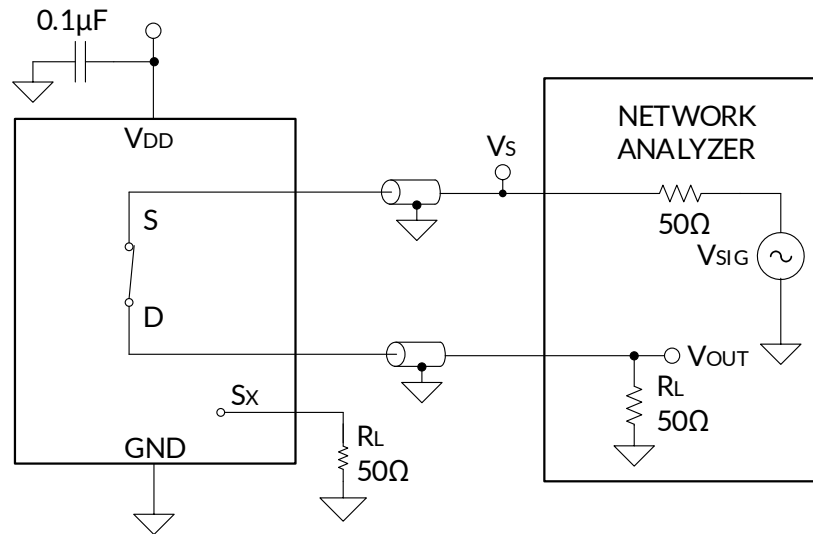 0.1µF
VDD
NETWORK
ANALYZER
VS
50Ω
S
VSIG
D
VOUT
SX
RL
50Ω
RL
50Ω
GND